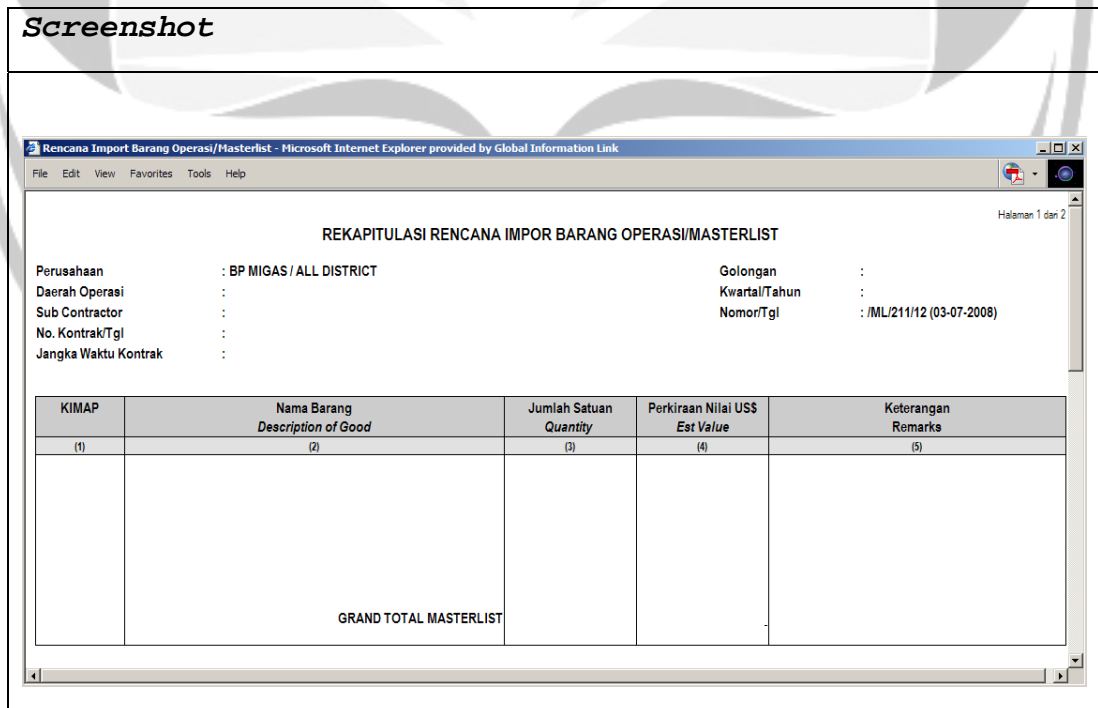 Screenshot
Rencana Import Barang Operasi/Masterlist - Microsoft Internet Explorer provided by Global Information Link
File Edit View Favorites Tools Help
Halaman 1 dari 2
REKAPITULASI RENCANA IMPOR BARANG OPERASI/MASTERLIST
Perusahaan : BP MIGAS / ALL DISTRICT Golongan :
Daerah Operasi : Kwartal/Tahun :
Sub Contractor : Nomor/Tgl : /ML/211/12 (03-07-2008)
No. Kontrak/Tgl :
Jangka Waktu Kontrak :
KIMAP Nama Barang Jumlah Satuan Perkiraan Nilai US$ Keterangan
Description of Good Quantity Est Value Remarks
(1) (2) (3) (4) (5)
GRAND TOTAL MASTERLIST -